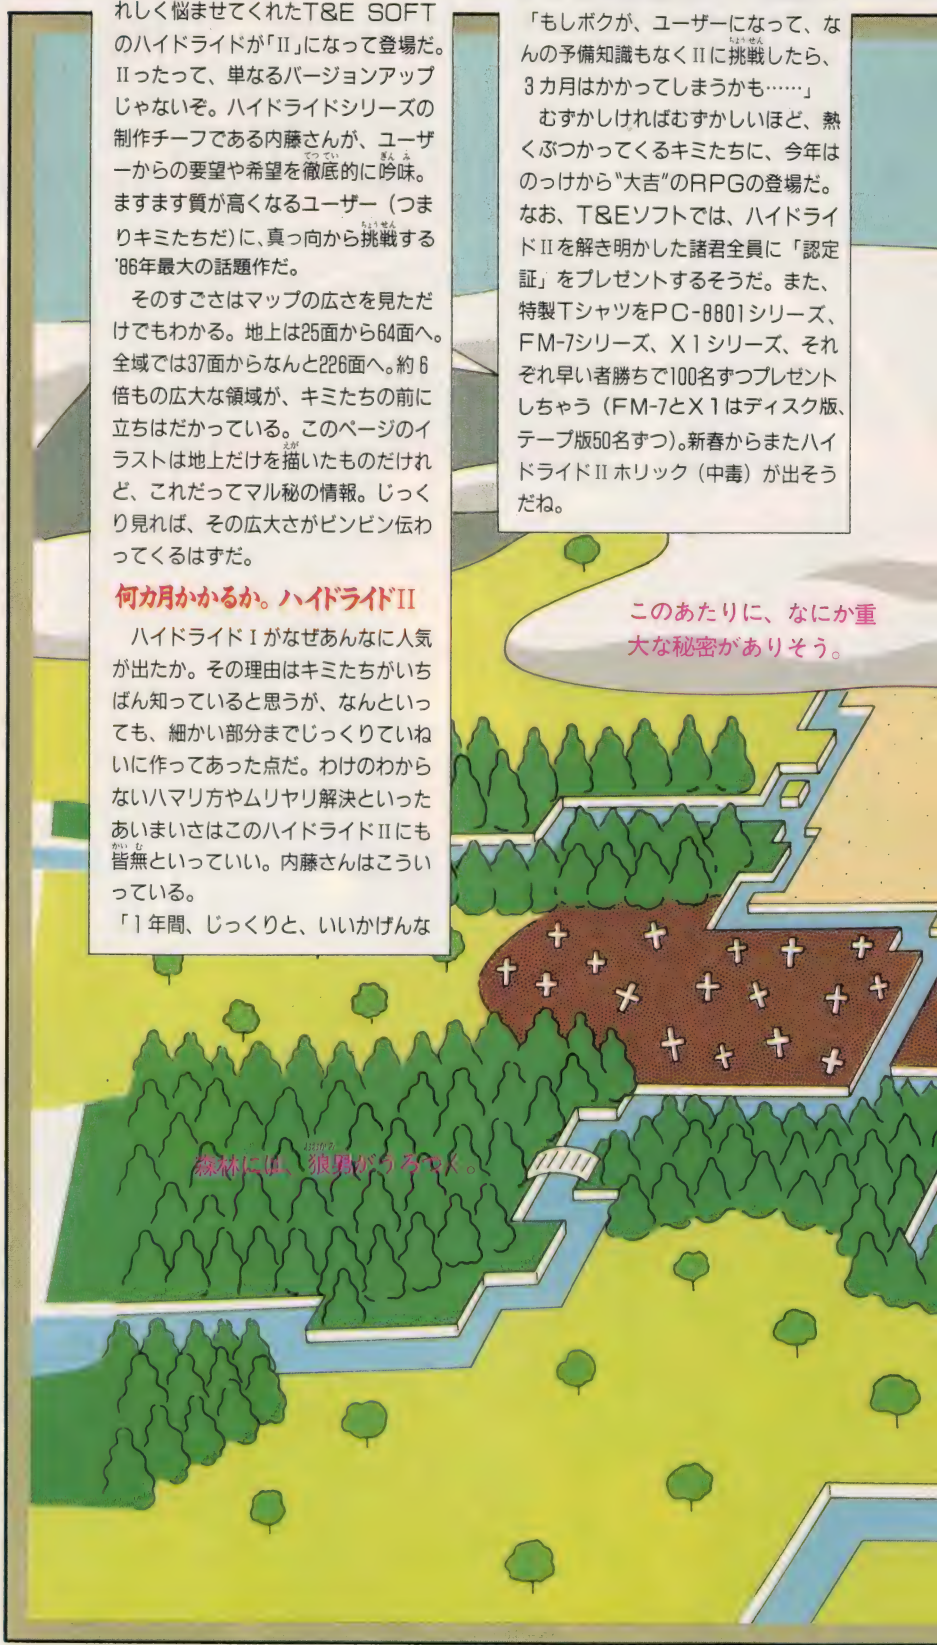 れしく悩ませてくれたT&E SOFT
のハイドライドが「II」になって登場だ。
IIったって、単なるバージョンアップ
じゃないぞ。ハイドライドシリーズの
制作チーフである内藤さんが、ユーザ
ーからの要望や希望を徹底的に吟味。
ますます質が高くなるユーザー（つま
りキミたちだ）に、真っ向から挑戦する
'86年最大の話題作だ。
　そのすごさはマップの広さを見ただ
けでもわかる。地上は25面から64面へ。
全域では37面からなんと226面へ。約6
倍もの広大な領域が、キミたちの前に
立ちはだかっている。このページのイ
ラストは地上だけを描いたものだけれ
ど、これだってマル秘の情報。じっく
り見れば、その広大さがビンビン伝わ
ってくるはずだ。
何カ月かかるか。ハイドライドII
　ハイドライドIがなぜあんなに人気
が出たか。その理由はキミたちがいち
ばん知っていると思うが、なんといっ
ても、細かい部分までじっくりていね
いに作ってあった点だ。わけのわから
ないハマリ方やムリヤリ解決といった
あいまいさはこのハイドライドIIにも
皆無といっていい。内藤さんはこうい
っている。
「1年間、じっくりと、いいかげんな
「もしボクが、ユーザーになって、な
んの予備知識もなくIIに挑戦したら、
3カ月はかかってしまうかも……」
　むずかしければむずかしいほど、熱
くぶつかってくるキミたちに、今年は
のっけから“大吉”のRPGの登場だ。
なお、T&Eソフトでは、ハイドライ
ドIIを解き明かした諸君全員に「認定
証」をプレゼントするそうだ。また、
特製TシャツをPC-8801シリーズ、
FM-7シリーズ、X1シリーズ、それ
ぞれ早い者勝ちで100名ずつプレゼント
しちゃう（FM-7とX1はディスク版、
テープ版50名ずつ）。新春からまたハイ
ドライドIIホリック（中毒）が出そう
だね。
このあたりに、なにか重
大な秘密がありそう。
森林には、狼男がうろつく。